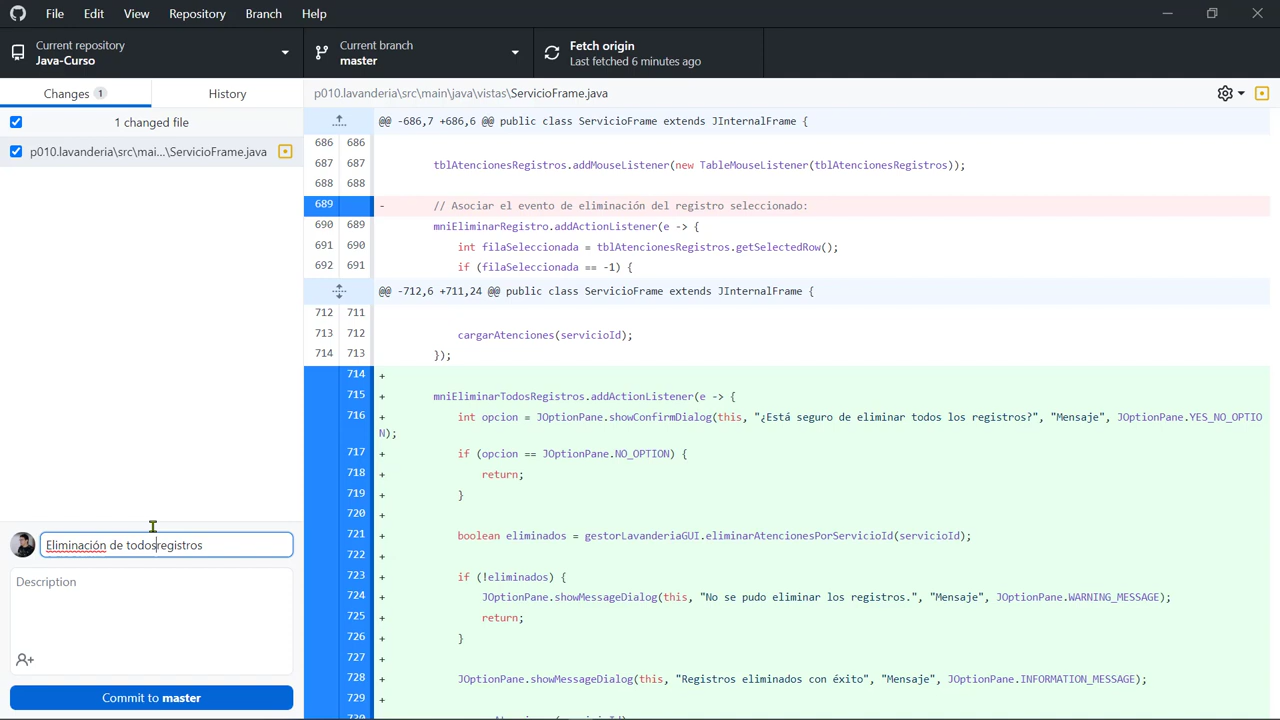 File Edit View Repository Branch Help
Current repository
Java-Curso
Current branch
master
Fetch origin
Last fetched 6 minutes ago
Changes 1 History
p010.lavanderia\src\main\java\vistas\ServicioFrame.java
1 changed file
p010.lavanderia\src\mai...\ServicioFrame.java
@@ -686,7 +686,6 @@ public class ServicioFrame extends JInternalFrame {
686 686
687 687 tblAtencionesRegistros.addMouseListener(new TableMouseListener(tblAtencionesRegistros));
688 688
689 - // Asociar el evento de eliminación del registro seleccionado:
690 689 mniEliminarRegistro.addActionListener(e -> {
691 690 int filaSeleccionada = tblAtencionesRegistros.getSelectedRow();
692 691 if (filaSeleccionada == -1) {
@@ -712,6 +711,24 @@ public class ServicioFrame extends JInternalFrame {
712 711
713 712 cargarAtenciones(servicioId);
714 713 });
714 +
715 + mniEliminarTodosRegistros.addActionListener(e -> {
716 + int opcion = JOptionPane.showConfirmDialog(this, "¿Está seguro de eliminar todos los registros?", "Mensaje", JOptionPane.YES_NO_OPTIO
N);
717 + if (opcion == JOptionPane.NO_OPTION) {
718 + return;
719 + }
720 +
721 + boolean eliminados = gestorLavanderiaGUI.eliminarAtencionesPorServicioId(servicioId);
722 +
723 + if (!eliminados) {
724 + JOptionPane.showMessageDialog(this, "No se pudo eliminar los registros.", "Mensaje", JOptionPane.WARNING_MESSAGE);
725 + return;
726 + }
727 +
728 + JOptionPane.showMessageDialog(this, "Registros eliminados con éxito", "Mensaje", JOptionPane.INFORMATION_MESSAGE);
729 +
Eliminación de todosregistros
Description
Commit to master